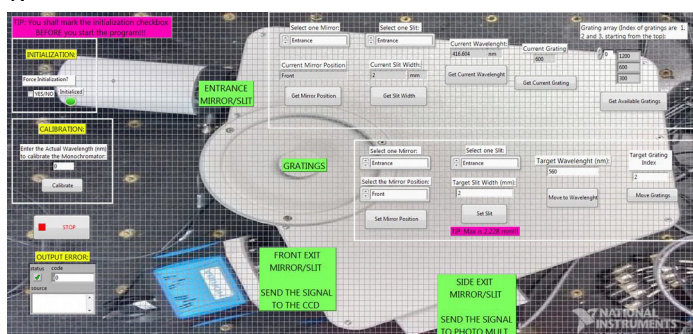 TIP: You shall mark the initialization checkbox
BEFORE you start the program!!!
INITIALIZATION:
Force Initialization?
YES/NO
Initialized
CALIBRATION:
Enter the Actual Wavelength (nm)
to calibrate the Monochromator:
0
Calibrate
STOP
OUTPUT ERROR:
status code
0
source
ENTRANCE
MIRROR/SLIT
GRATINGS
FRONT EXIT
MIRROR/SLIT
SEND THE SIGNAL
TO THE CCD
SIDE EXIT
MIRROR/SLIT
SEND THE SIGNAL
TO PHOTO MULT
Select one Mirror:
Entrance
Current Mirror Position
Front
Get Mirror Position
Select one Slit:
Entrance
Current Slit Width:
2 mm
Get Slit Width
Current Wavelenght:
416.604 nm
Get Current Wavelenght
Current Grating
600
Get Current Grating
Grating array (Index of gratings are 1,
2 and 3, starting from the top):
0
1200
600
300
Get Available Gratings
Select one Mirror:
Entrance
Select the Mirror Position:
Front
Set Mirror Position
Select one Slit:
Entrance
Target Slit Width (mm):
2
Set Slit
TIP: Max is 2.228 mm!!
Target Wavelenght (nm):
560
Move to Wavelenght
Target Grating
Index
2
Move Gratings
NATIONAL
INSTRUMENTS